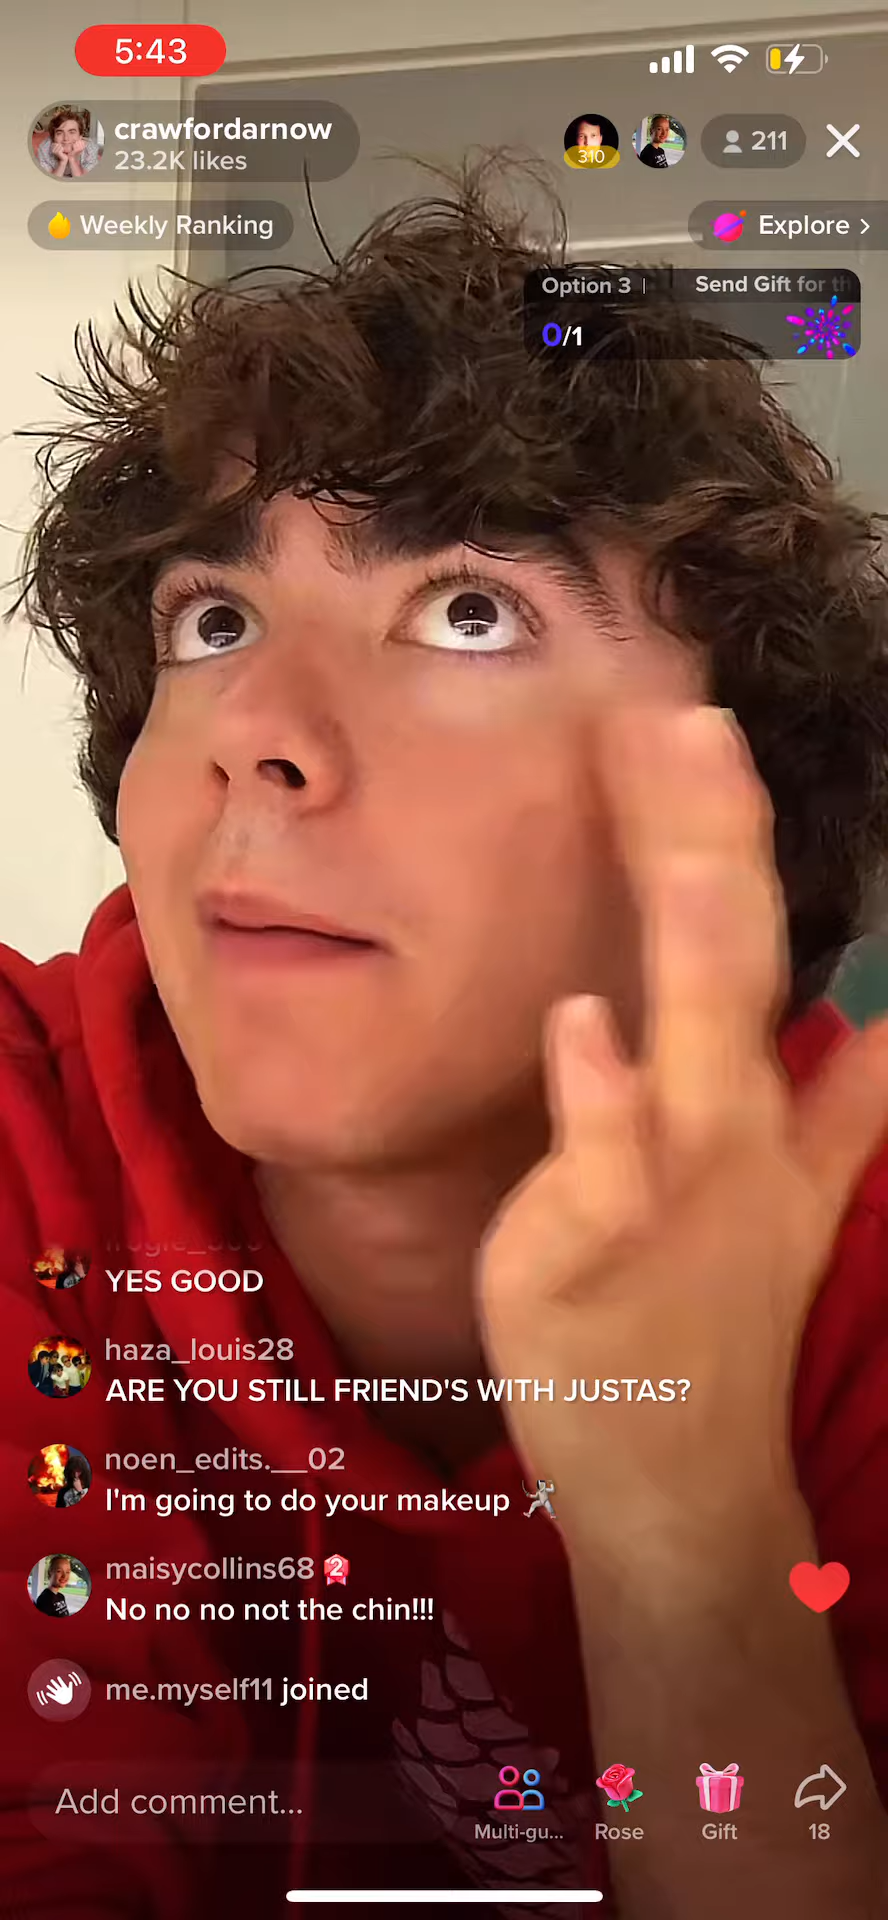 5:43
crawfordarnow
23.2K likes
310
211
Weekly Ranking
Explore >
Option 3 | Send Gift for th
0/1
YES GOOD
haza_louis28
ARE YOU STILL FRIEND'S WITH JUSTAS?
noen_edits.__02
I'm going to do your makeup 🤺
maisycollins68 2
No no no not the chin!!!
me.myself11 joined
Add comment...
Multi-gu...
Rose
Gift
18